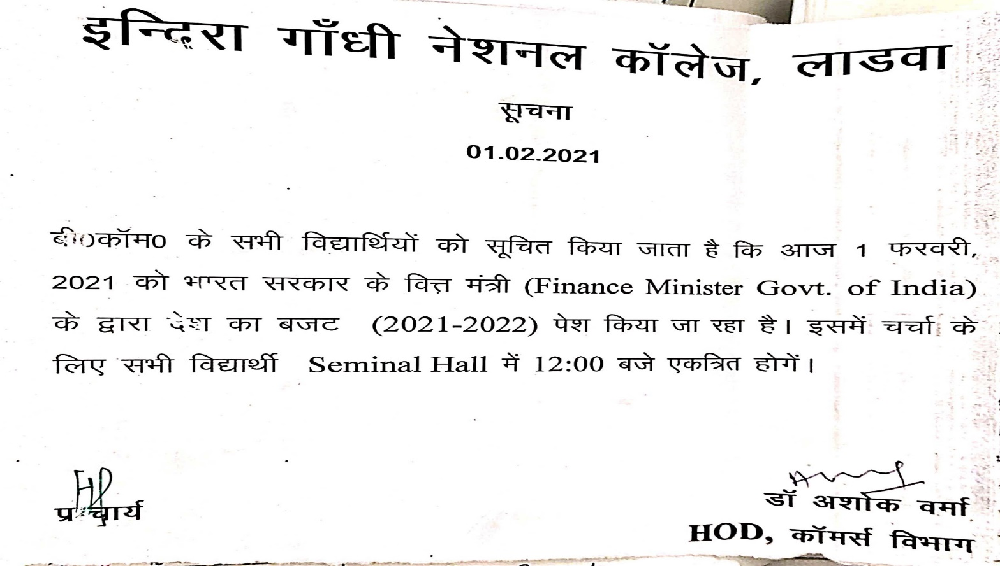 इन्दिरा गाँधी नेशनल कॉलेज, लाडवा
सूचना
01.02.2021
बी0कॉम0 के सभी विद्यार्थियों को सूचित किया जाता है कि आज 1 फरवरी,
2021 को भारत सरकार के वित्त मंत्री (Finance Minister Govt. of India)
के द्वारा देश का बजट (2021-2022) पेश किया जा रहा है। इसमें चर्चा के
लिए सभी विद्यार्थी Seminal Hall में 12:00 बजे एकत्रित होगें।
प्राचार्य
डॉ अशोक वर्मा
HOD, कॉमर्स विभाग